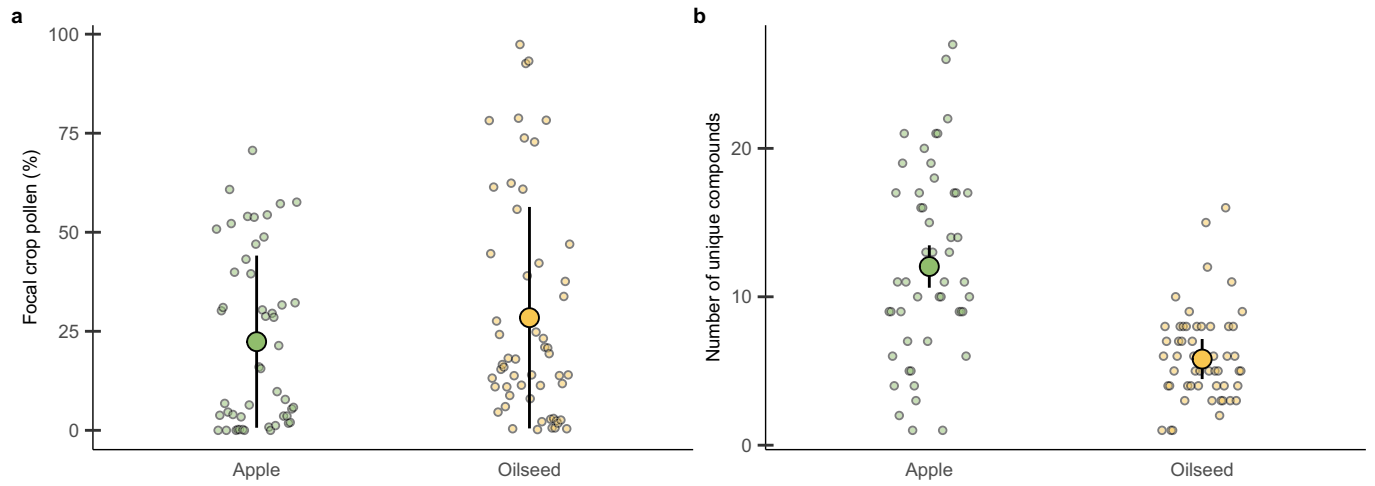 a
Focal crop pollen (%)
100
75
50
25
0
Apple
Oilseed
b
Number of unique compounds
20
10
0
Apple
Oilseed